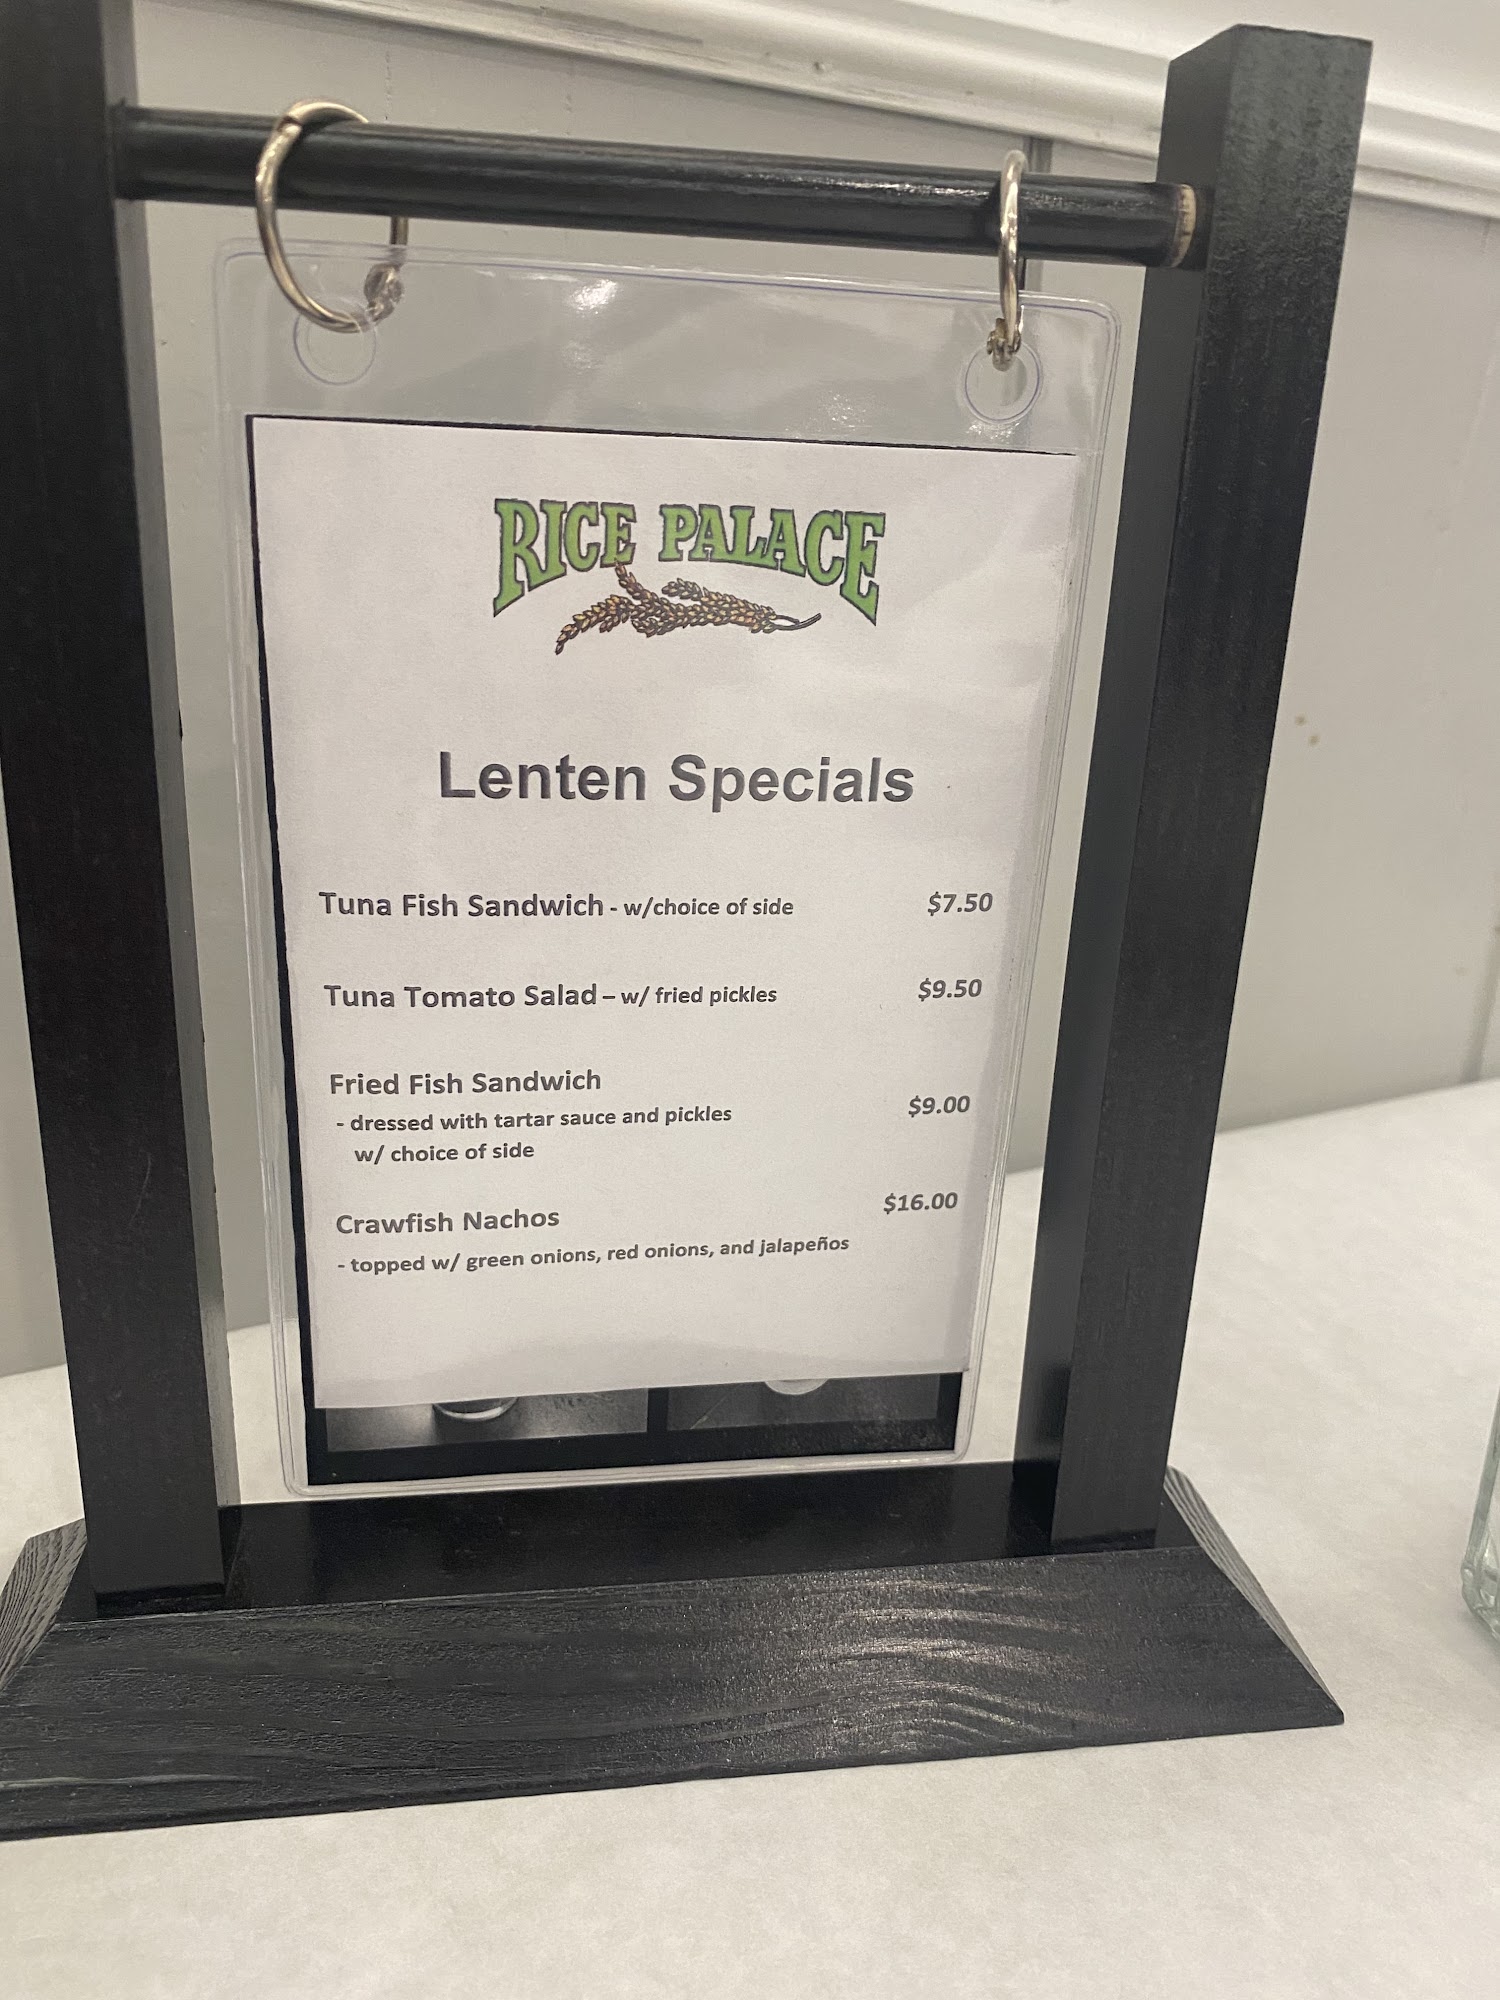 RICE PALACE
Lenten Specials
Tuna Fish Sandwich - w/choice of side $7.50
Tuna Tomato Salad – w/ fried pickles $9.50
Fried Fish Sandwich
- dressed with tartar sauce and pickles $9.00
w/ choice of side
Crawfish Nachos $16.00
- topped w/ green onions, red onions, and jalapeños